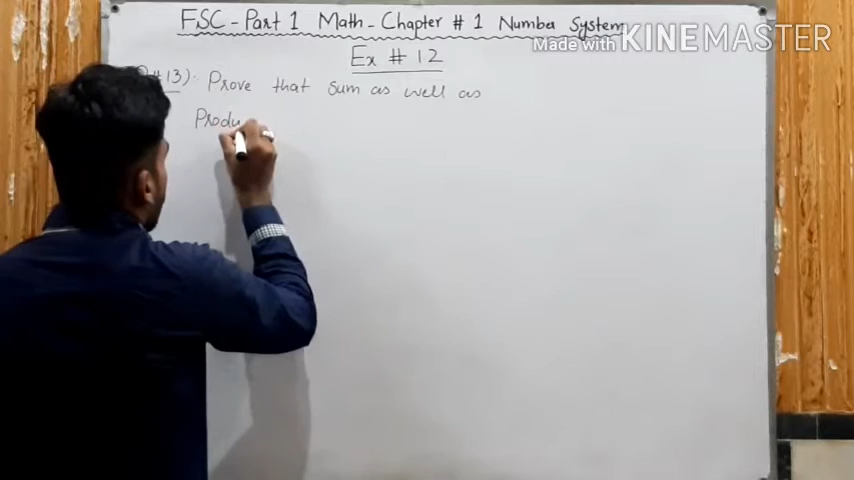 FSC - Part 1 Math - Chapter # 1 Number System
Made with KINEMASTER
Ex # 12
Q # 13) : Prove that sum as well as
Produ